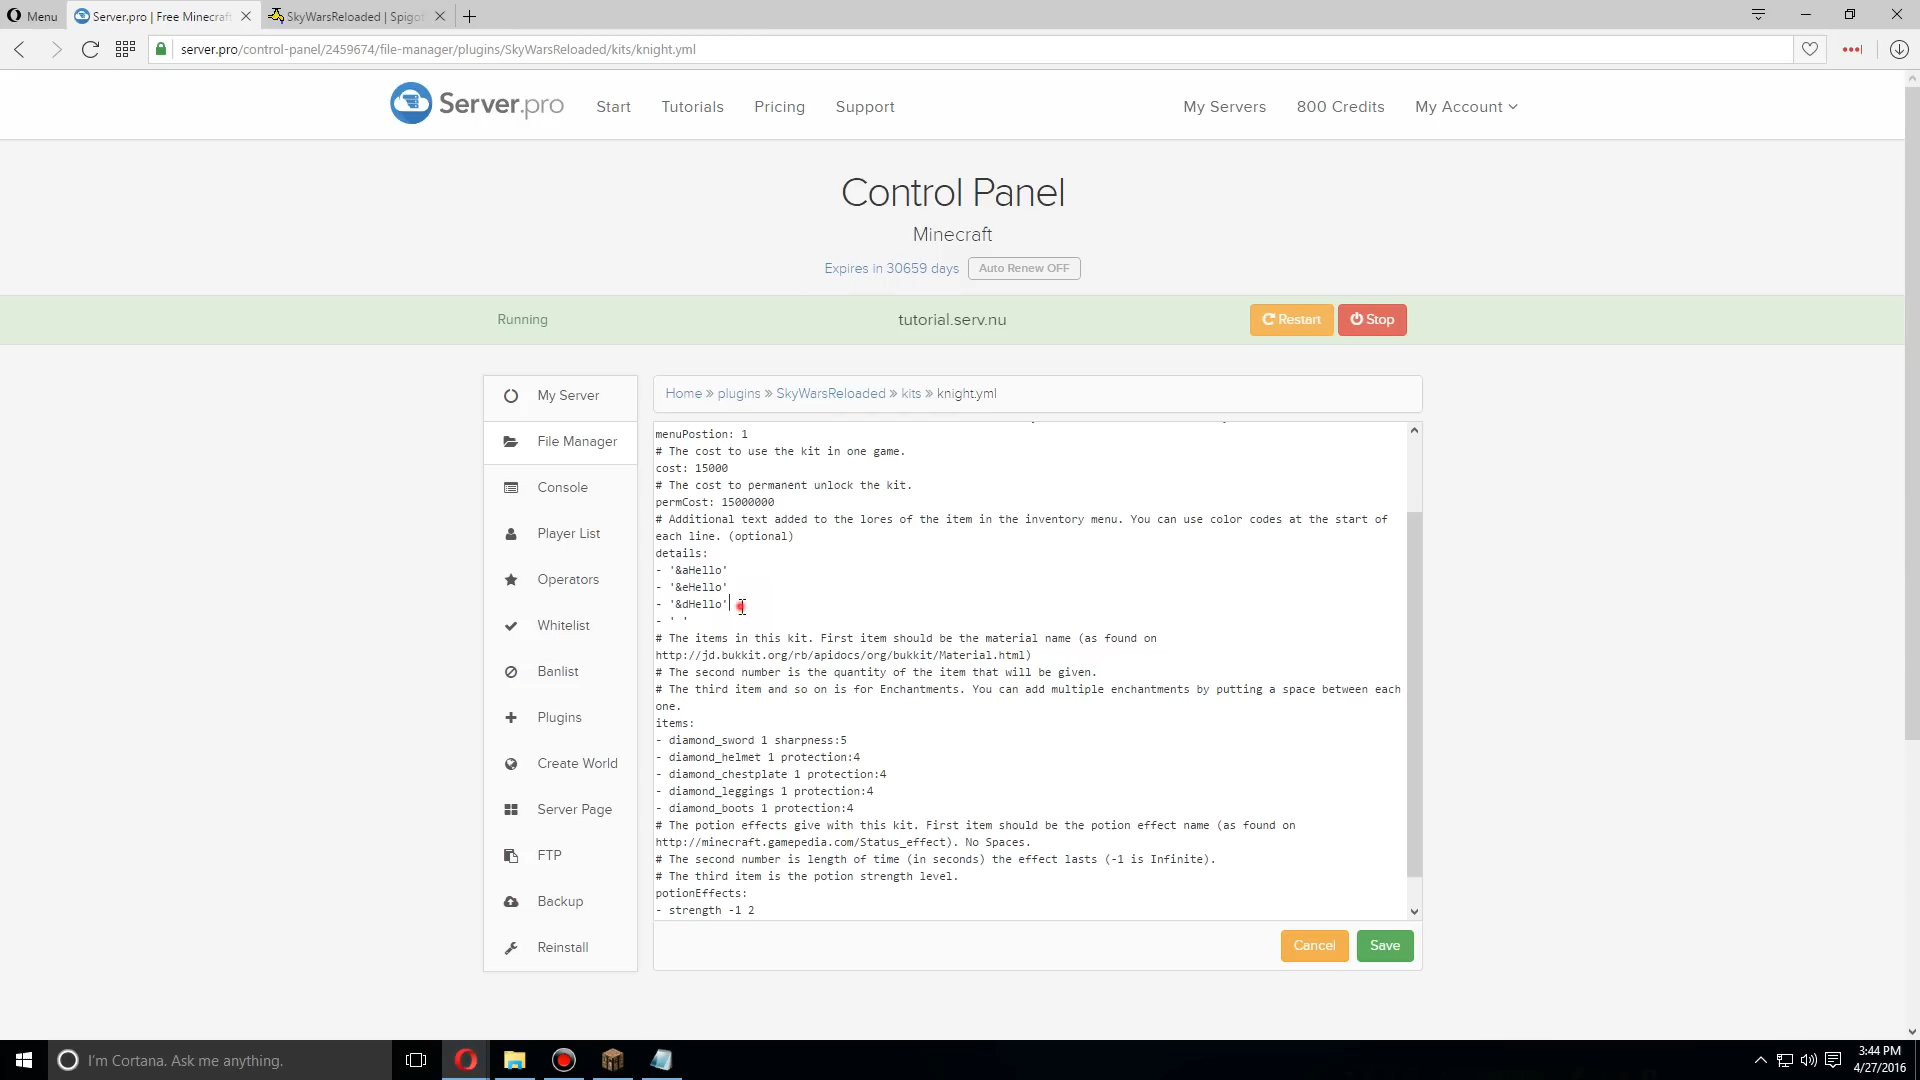 Menu
Server.pro | Free Minecraft
SkyWarsReloaded | Spigot
server.pro/control-panel/2459674/file-manager/plugins/SkyWarsReloaded/kits/knight.yml
Server.pro Start Tutorials Pricing Support My Servers 800 Credits My Account
Control Panel
Minecraft
Expires in 30659 days Auto Renew OFF
Running tutorial.serv.nu Restart Stop
My Server
File Manager
Console
Player List
Operators
Whitelist
Banlist
Plugins
Create World
Server Page
FTP
Backup
Reinstall
Home » plugins » SkyWarsReloaded » kits » knight.yml
menuPostion: 1
# The cost to use the kit in one game.
cost: 15000
# The cost to permanent unlock the kit.
permCost: 15000000
# Additional text added to the lores of the item in the inventory menu. You can use color codes at the start of
each line. (optional)
details:
- '&aHello'
- '&eHello'
- '&dHello'
- ' '
# The items in this kit. First item should be the material name (as found on
http://jd.bukkit.org/rb/apidocs/org/bukkit/Material.html)
# The second number is the quantity of the item that will be given.
# The third item and so on is for Enchantments. You can add multiple enchantments by putting a space between each
one.
items:
- diamond_sword 1 sharpness:5
- diamond_helmet 1 protection:4
- diamond_chestplate 1 protection:4
- diamond_leggings 1 protection:4
- diamond_boots 1 protection:4
# The potion effects give with this kit. First item should be the potion effect name (as found on
http://minecraft.gamepedia.com/Status_effect). No Spaces.
# The second number is length of time (in seconds) the effect lasts (-1 is Infinite).
# The third item is the potion strength level.
potionEffects:
- strength -1 2
Cancel Save
I'm Cortana. Ask me anything.
3:44 PM
4/27/2016